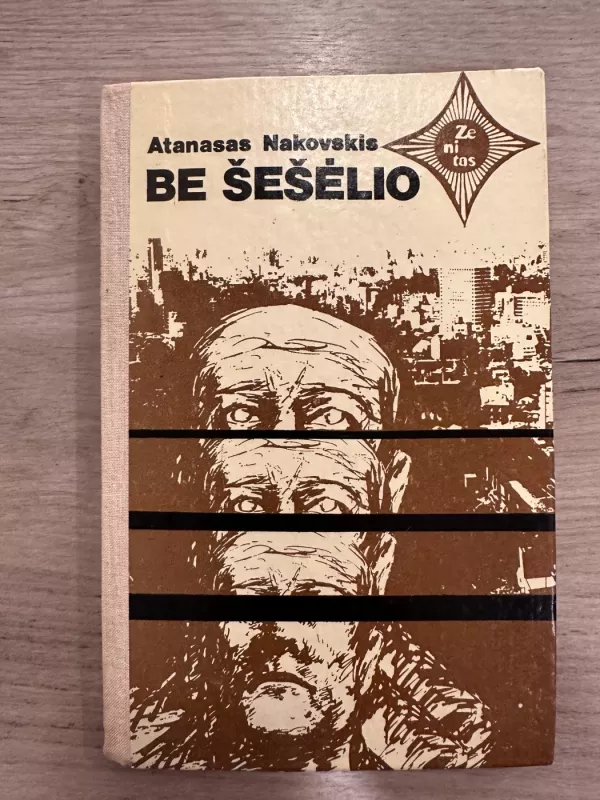 Atanasas Nakovskis
BE ŠEŠĖLIO
Ze
ni
tas